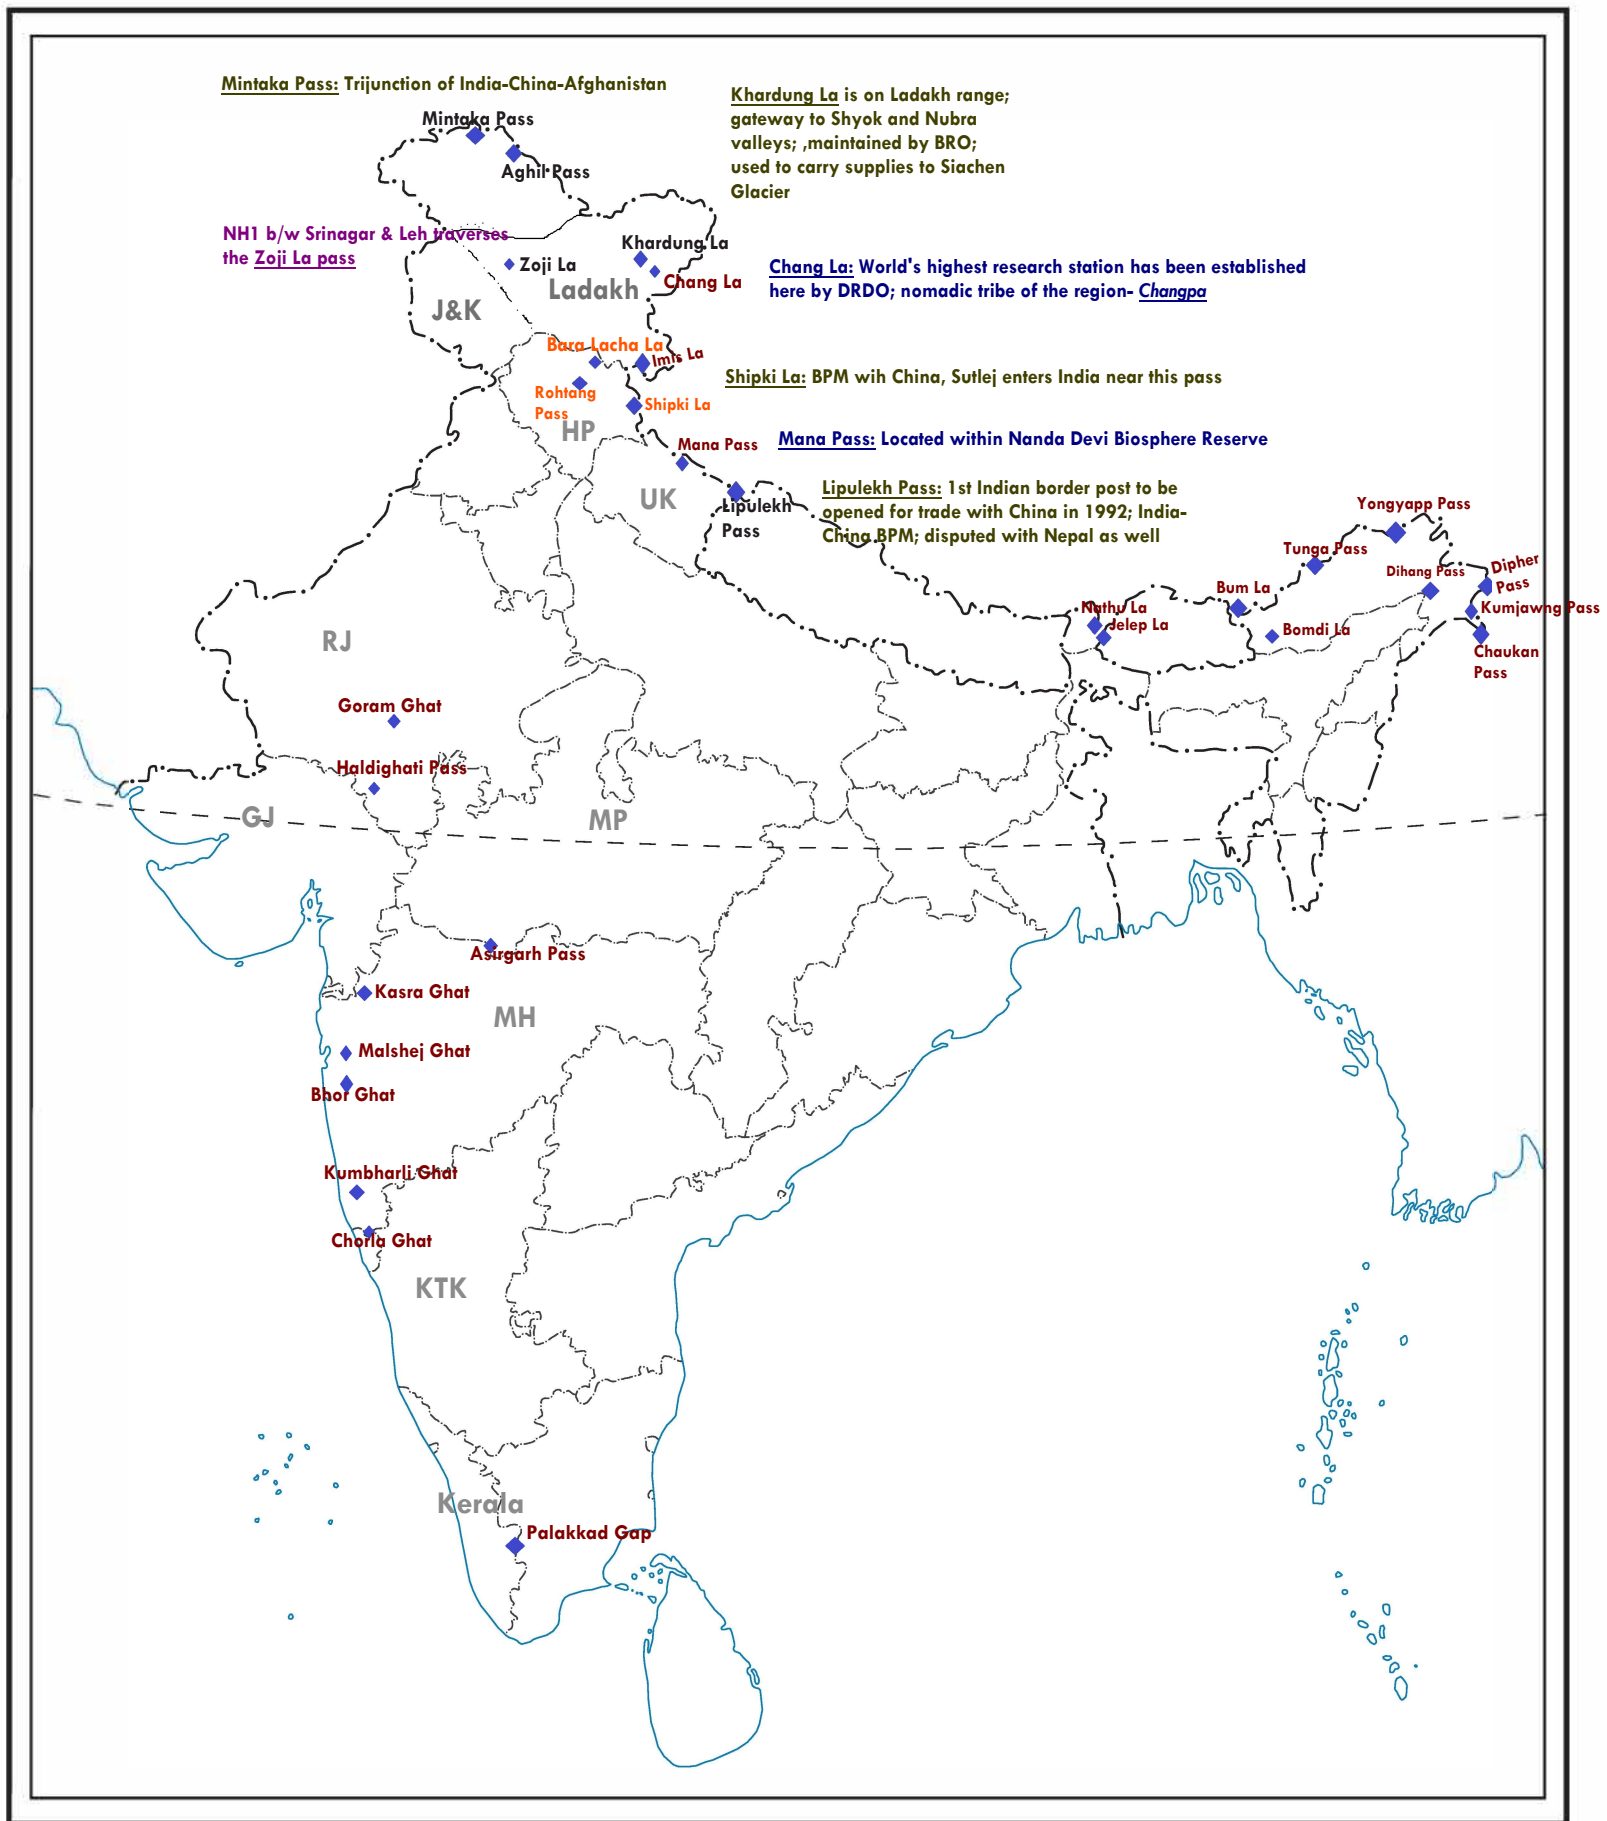 Mintaka Pass: Trijunction of India-China-Afghanistan
Khardung La is on Ladakh range;
gateway to Shyok and Nubra
valleys; ,maintained by BRO;
used to carry supplies to Siachen
Glacier
Mintaka Pass
Aghil Pass
NH1 b/w Srinagar & Leh traverses
the Zoji La pass
Khardung La
Zoji La
Chang La
Ladakh
J&K
Chang La: World's highest research station has been established
here by DRDO; nomadic tribe of the region- Changpa
Bara Lacha La
Imis La
Rohtang
Pass
Shipki La
HP
Shipki La: BPM wih China, Sutlej enters India near this pass
Mana Pass
Mana Pass: Located within Nanda Devi Biosphere Reserve
UK
Lipulekh
Pass
Lipulekh Pass: 1st Indian border post to be
opened for trade with China in 1992; India-
China BPM; disputed with Nepal as well
Yongyapp Pass
Tunga Pass
Dihang Pass
Dipher
Pass
Bum La
Kumjawng Pass
Nathu La
Jelep La
Bomdi La
Chaukan
Pass
RJ
Goram Ghat
Haldighati Pass
GJ
MP
Asirgarh Pass
Kasra Ghat
MH
Malshej Ghat
Bhor Ghat
Kumbharli Ghat
Chorla Ghat
KTK
Kerala
Palakkad Gap